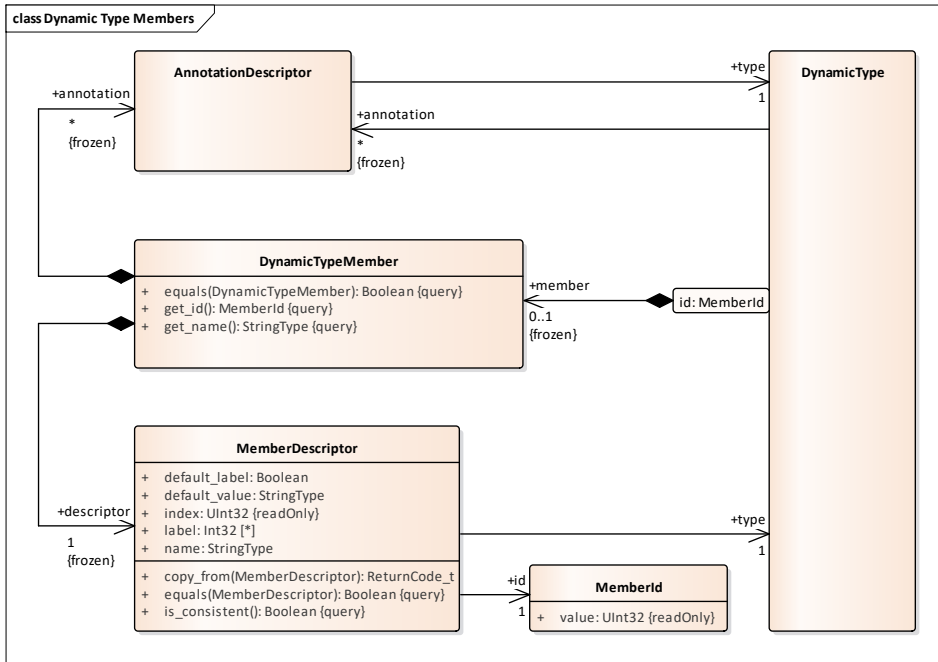 class Dynamic Type Members
AnnotationDescriptor
DynamicType
+type
1
+annotation
*
{frozen}
+annotation
*
{frozen}
DynamicTypeMember
+ equals(DynamicTypeMember): Boolean {query}
+ get_id(): MemberId {query}
+ get_name(): StringType {query}
+member
0..1
{frozen}
id: MemberId
MemberDescriptor
+ default_label: Boolean
+ default_value: StringType
+ index: UInt32 {readOnly}
+ label: Int32 [*]
+ name: StringType
+ copy_from(MemberDescriptor): ReturnCode_t
+ equals(MemberDescriptor): Boolean {query}
+ is_consistent(): Boolean {query}
+descriptor
1
{frozen}
+type
1
+id
1
MemberId
+ value: UInt32 {readOnly}